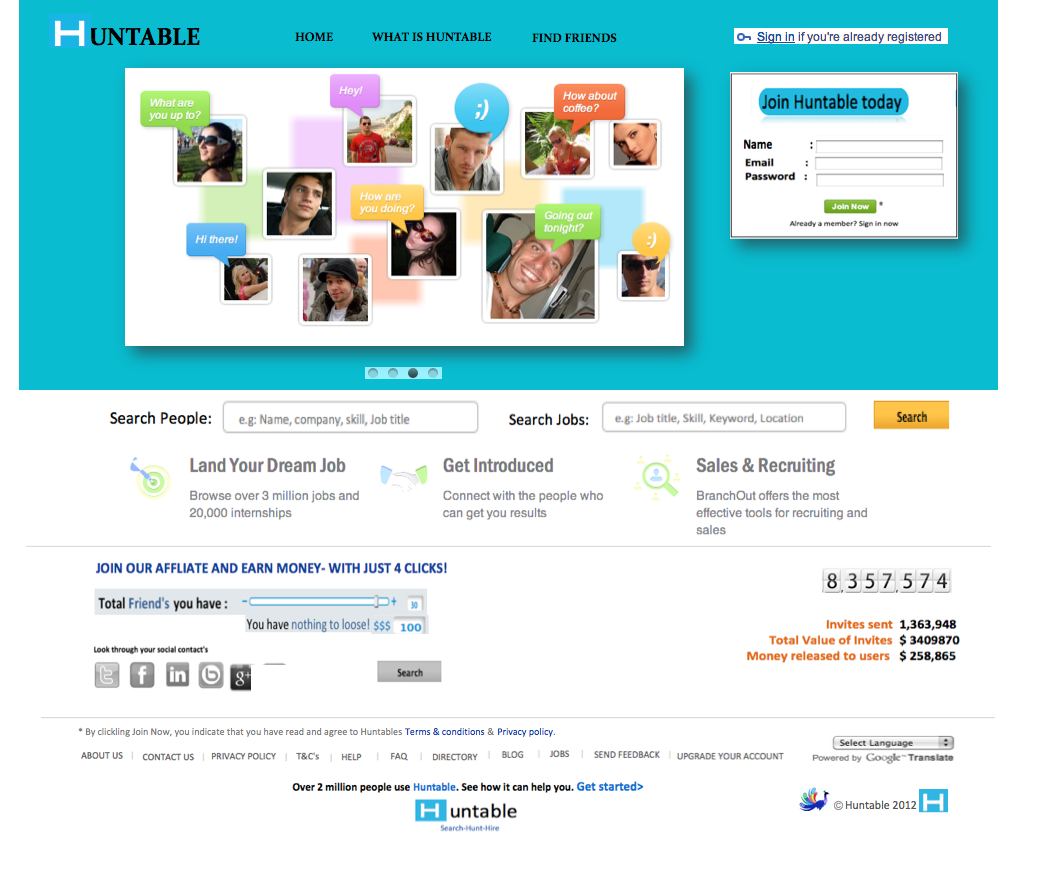 HUNTABLE
HOME
WHAT IS HUNTABLE
FIND FRIENDS
Sign in if you're already registered
What are
you up to?
Hey!
;)
How about
coffee?
How are
you doing?
Going out
tonight?
Hi there!
:)
Join Huntable today
Name :
Email :
Password :
Join Now *
Already a member? Sign in now
Search People: e.g: Name, company, skill, Job title
Search Jobs: e.g: Job title, Skill, Keyword, Location
Search
Land Your Dream Job
Browse over 3 million jobs and
20,000 internships
Get Introduced
Connect with the people who
can get you results
Sales & Recruiting
BranchOut offers the most
effective tools for recruiting and
sales
JOIN OUR AFFLIATE AND EARN MONEY- WITH JUST 4 CLICKS!
Total Friend's you have : - + 30
You have nothing to loose! $$$ 100
Look through your social contact's
t f in b g+
Search
8,357,574
Invites sent 1,363,948
Total Value of Invites $ 3409870
Money released to users $ 258,865
* By clickling Join Now, you indicate that you have read and agree to Huntables Terms & conditions & Privacy policy.
ABOUT US | CONTACT US | PRIVACY POLICY | T&C's | HELP | FAQ | DIRECTORY | BLOG | JOBS | SEND FEEDBACK | UPGRADE YOUR ACCOUNT
Select Language
Powered by Google™ Translate
Over 2 million people use Huntable. See how it can help you. Get started>
Huntable
Search-Hunt-Hire
© Huntable 2012 H